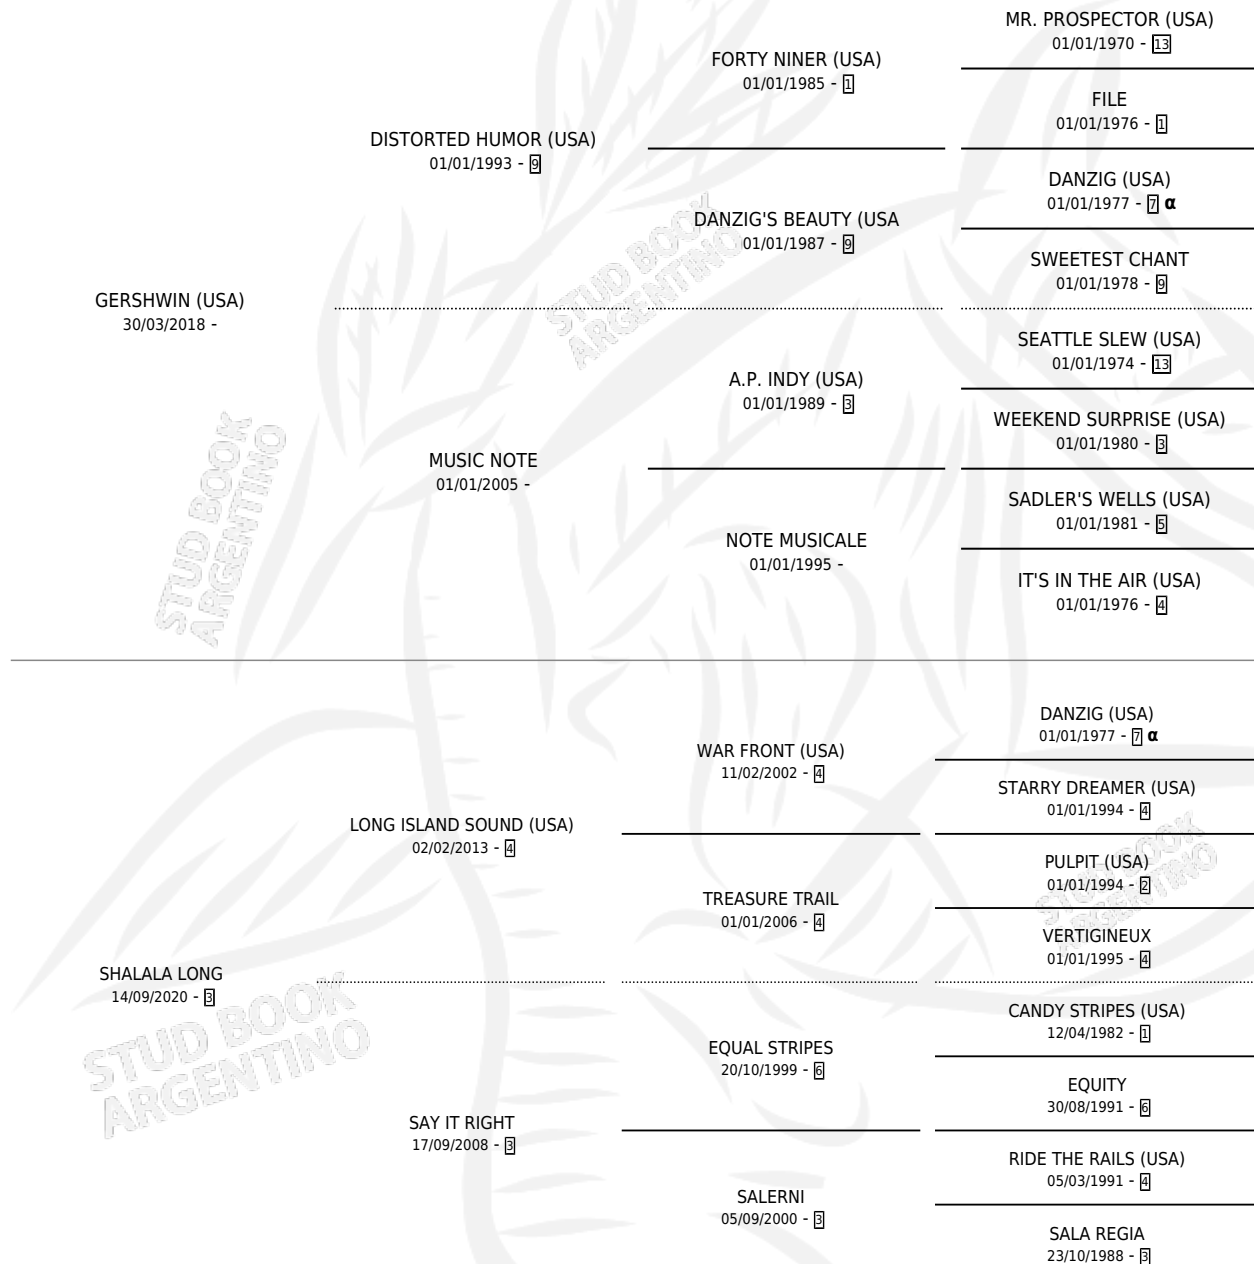 MR. PROSPECTOR (USA)
01/01/1970 - 13
FORTY NINER (USA)
01/01/1985 - 1
FILE
01/01/1976 - 1
DISTORTED HUMOR (USA)
01/01/1993 - 9
DANZIG (USA)
01/01/1977 - 7 α
DANZIG'S BEAUTY (USA
01/01/1987 - 9
SWEETEST CHANT
01/01/1978 - 9
GERSHWIN (USA)
30/03/2018 -
SEATTLE SLEW (USA)
01/01/1974 - 13
A.P. INDY (USA)
01/01/1989 - 3
WEEKEND SURPRISE (USA)
01/01/1980 - 3
MUSIC NOTE
01/01/2005 -
SADLER'S WELLS (USA)
01/01/1981 - 5
NOTE MUSICALE
01/01/1995 -
IT'S IN THE AIR (USA)
01/01/1976 - 4
DANZIG (USA)
01/01/1977 - 7 α
WAR FRONT (USA)
11/02/2002 - 4
STARRY DREAMER (USA)
01/01/1994 - 4
LONG ISLAND SOUND (USA)
02/02/2013 - 4
PULPIT (USA)
01/01/1994 - 2
TREASURE TRAIL
01/01/2006 - 4
VERTIGINEUX
01/01/1995 - 4
SHALALA LONG
14/09/2020 - 3
CANDY STRIPES (USA)
12/04/1982 - 1
EQUAL STRIPES
20/10/1999 - 6
EQUITY
30/08/1991 - 6
SAY IT RIGHT
17/09/2008 - 3
RIDE THE RAILS (USA)
05/03/1991 - 4
SALERNI
05/09/2000 - 3
SALA REGIA
23/10/1988 - 3
STUD BOOK
ARGENTINO
STUD BOOK
ARGENTINO
STUD BOOK
ARGENTINO
STUD BOOK
ARGENTINO